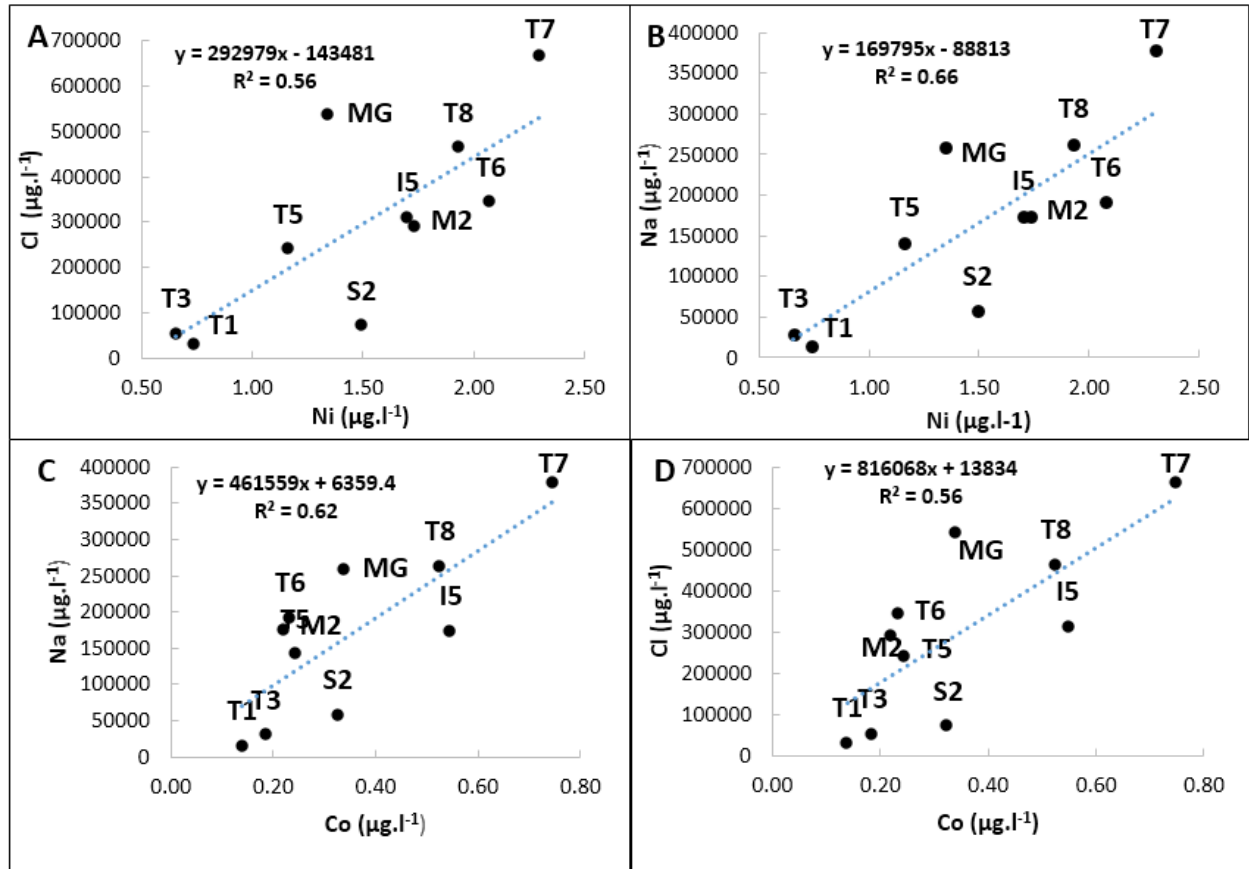 A
y = 292979x - 143481
R² = 0.56
Cl (µg.l⁻¹)
700000
600000
500000
400000
300000
200000
100000
0
T7
MG
T8
T6
I5
T5
M2
S2
T3
T1
0.50 1.00 1.50 2.00 2.50
Ni (µg.l⁻¹)
B
y = 169795x - 88813
R² = 0.66
Na (µg.l⁻¹)
400000
350000
300000
250000
200000
150000
100000
50000
0
T7
T8
MG
I5
T6
T5
M2
S2
T3
T1
0.50 1.00 1.50 2.00 2.50
Ni (µg.l-1)
C
y = 461559x + 6359.4
R² = 0.62
Na (µg.l⁻¹)
400000
350000
300000
250000
200000
150000
100000
50000
0
T7
T8
MG
T6
I5
T5
M2
S2
T3
T1
0.00 0.20 0.40 0.60 0.80
Co (µg.l⁻¹)
D
y = 816068x + 13834
R² = 0.56
Cl (µg.l⁻¹)
700000
600000
500000
400000
300000
200000
100000
0
T7
T8
MG
I5
T6
M2
T5
S2
T3
T1
0.00 0.20 0.40 0.60 0.80
Co (µg.l⁻¹)